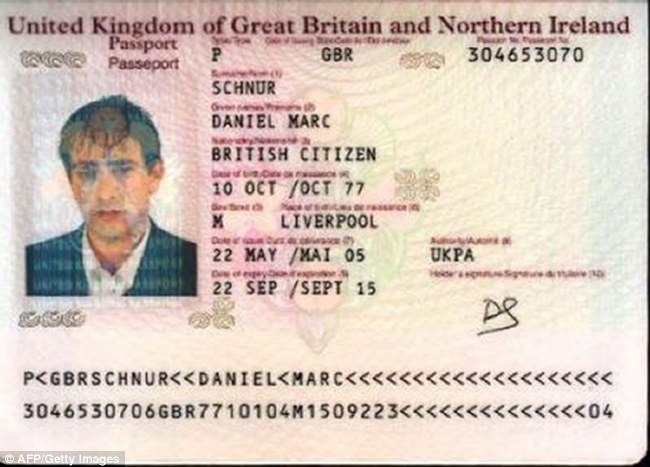 United Kingdom of Great Britain and Northern Ireland
Passport
Passeport
Type/Type
Passport No./Passeport No.
P GBR 304653070
Surname/Nom (1)
SCHNUR
Given names/Prénoms (2)
DANIEL MARC
Nationality/Nationalité (3)
BRITISH CITIZEN
Date of birth/Date de naissance (4)
10 OCT /OCT 77
Sex/Sexe (5) Place of birth/Lieu de naissance (6)
M LIVERPOOL
Date of issue/Date de délivrance (7) Authority/Autorité (8)
22 MAY /MAI 05 UKPA
Date of expiry/Date d'expiration (9) Holder's signature/Signature du titulaire (10)
22 SEP /SEPT 15
DS
P<GBRSCHNUR<<DANIEL<MARC<<<<<<<<<<<<<<<<<<<<
3046530706GBR7710104M1509223<<<<<<<<<<<<<<04
© AFP/Getty Images